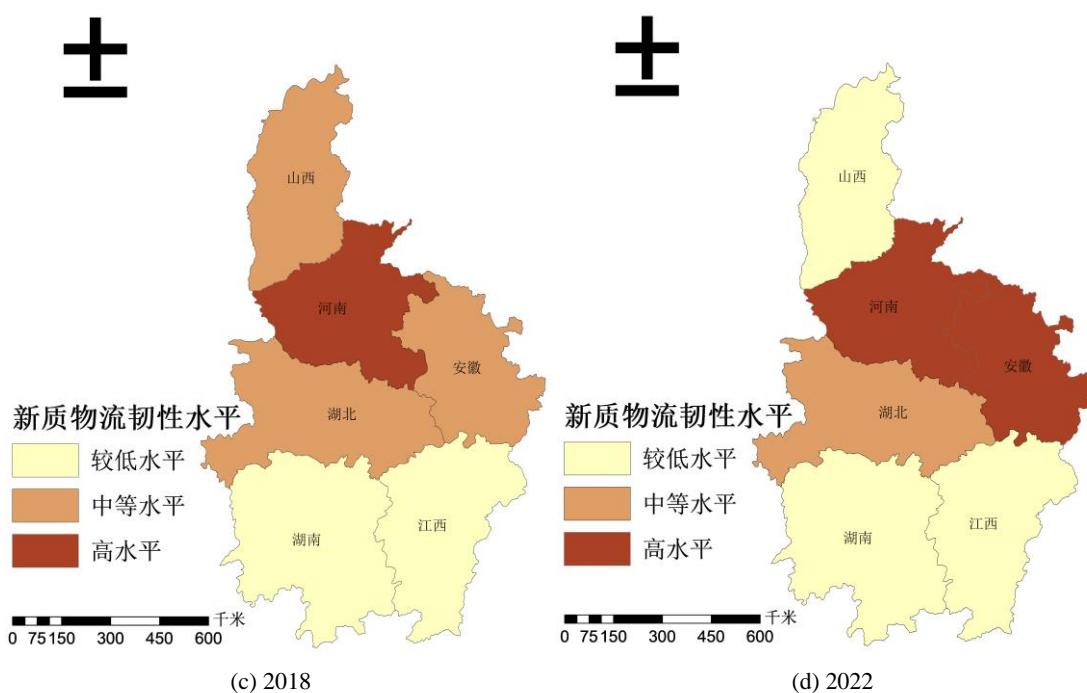 山西
河南
安徽
湖北
新质物流韧性水平
较低水平
中等水平
高水平
湖南
江西
千米
0 75 150 300 450 600
(c) 2018
山西
河南
安徽
湖北
新质物流韧性水平
较低水平
中等水平
高水平
湖南
江西
千米
0 75 150 300 450 600
(d) 2022